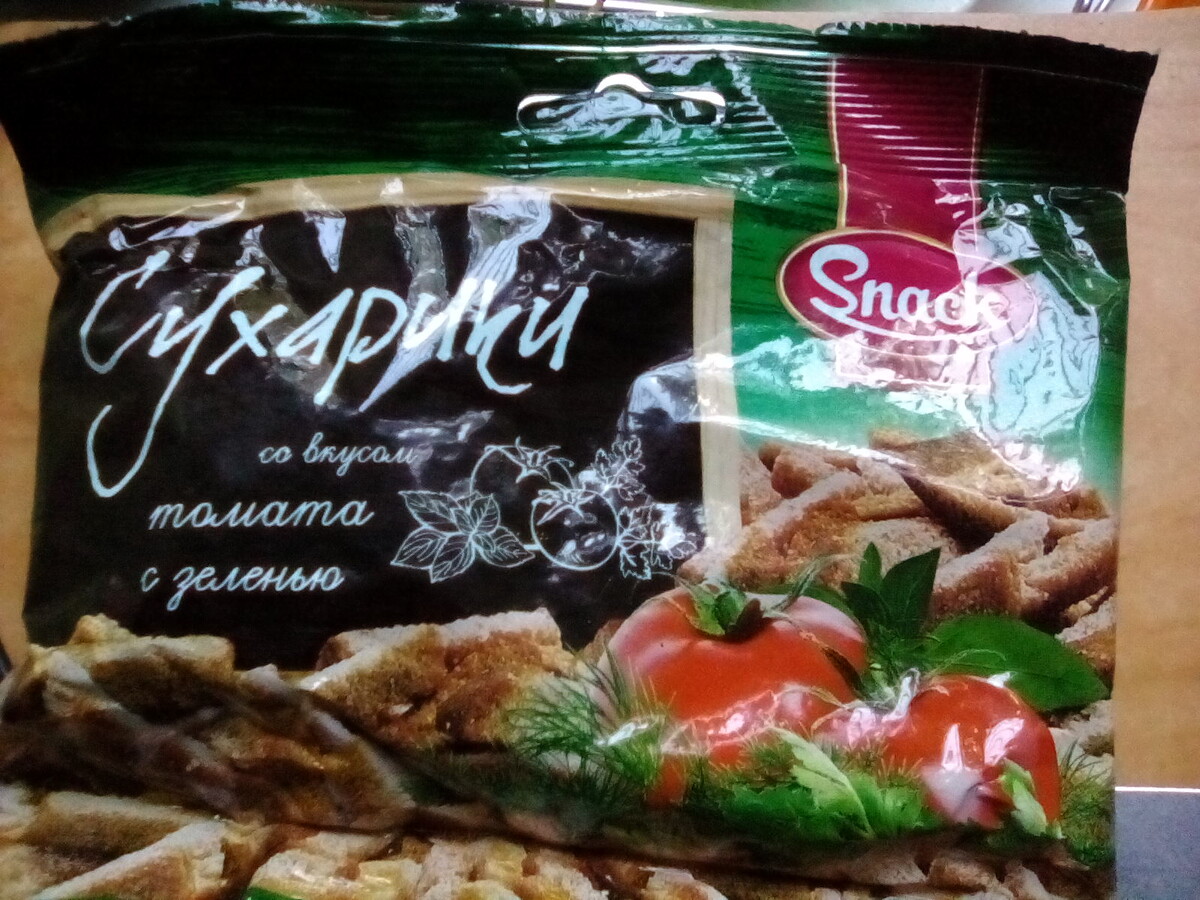 Сухарики
со вкусом
томата
с зеленью
Snack